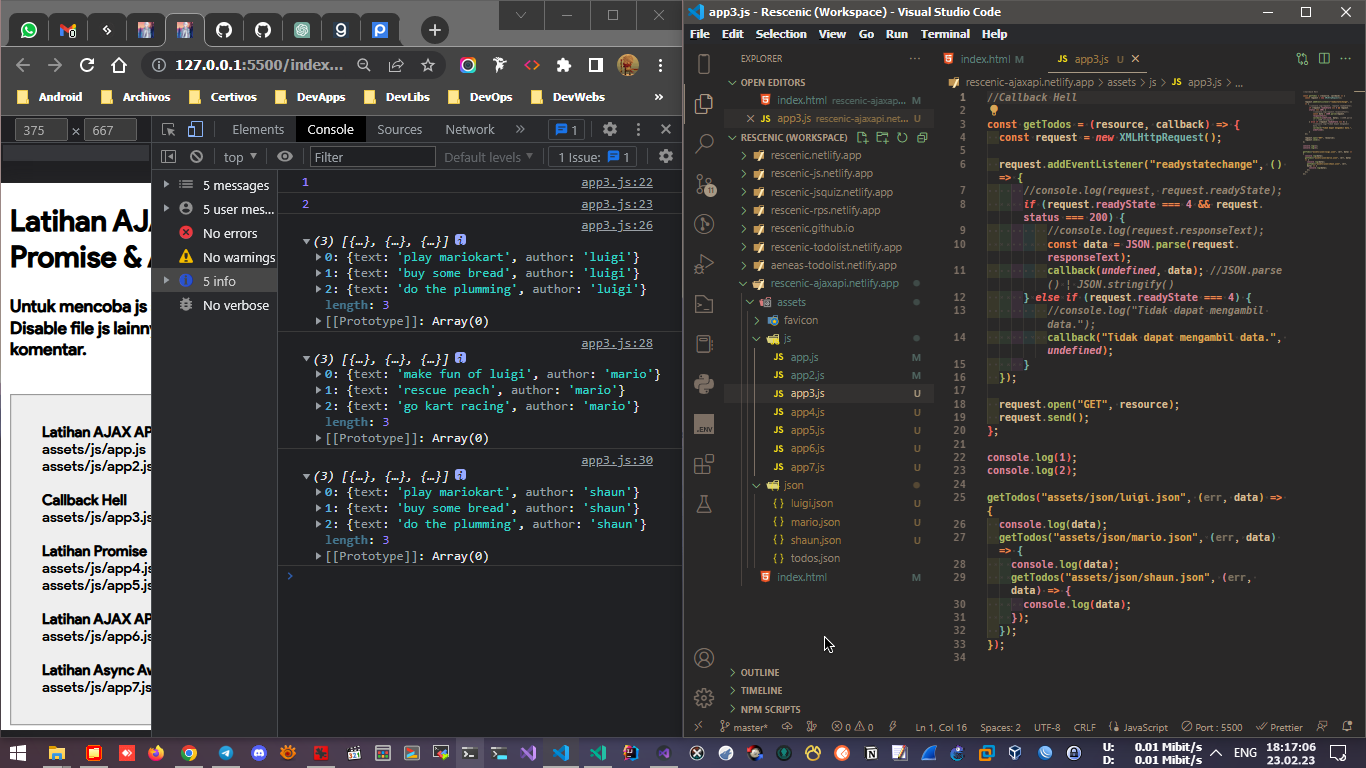 127.0.0.1:5500/index...
Android
Archivos
Certivos
DevApps
DevLibs
DevOps
DevWebs
»
375 × 667
Elements
Console
Sources
Network
»
1
top
Filter
Default levels
1 Issue: 1
5 messages
5 user mes...
No errors
No warnings
5 info
No verbose
1 app3.js:22
2 app3.js:23
app3.js:26
(3) [{…}, {…}, {…}]
0: {text: 'play mariokart', author: 'luigi'}
1: {text: 'buy some bread', author: 'luigi'}
2: {text: 'do the plumming', author: 'luigi'}
length: 3
[[Prototype]]: Array(0)
app3.js:28
(3) [{…}, {…}, {…}]
0: {text: 'make fun of luigi', author: 'mario'}
1: {text: 'rescue peach', author: 'mario'}
2: {text: 'go kart racing', author: 'mario'}
length: 3
[[Prototype]]: Array(0)
app3.js:30
(3) [{…}, {…}, {…}]
0: {text: 'play mariokart', author: 'shaun'}
1: {text: 'buy some bread', author: 'shaun'}
2: {text: 'do the plumming', author: 'shaun'}
length: 3
[[Prototype]]: Array(0)
Latihan AJA
Promise & A
Untuk mencoba js
Disable file js lainny
komentar.
Latihan AJAX AP
assets/js/app.js
assets/js/app2.js
Callback Hell
assets/js/app3.js
Latihan Promise
assets/js/app4.js
assets/js/app5.js
Latihan AJAX AP
assets/js/app6.js
Latihan Async Aw
assets/js/app7.js
app3.js - Rescenic (Workspace) - Visual Studio Code
File Edit Selection View Go Run Terminal Help
EXPLORER
OPEN EDITORS
index.html rescenic-ajaxap... M
app3.js rescenic-ajaxapi.net... U
RESCENIC (WORKSPACE)
rescenic.netlify.app
rescenic-js.netlify.app
rescenic-jsquiz.netlify.app
rescenic-rps.netlify.app
rescenic.github.io
rescenic-todolist.netlify.app
aeneas-todolist.netlify.app
rescenic-ajaxapi.netlify.app
assets
favicon
js
app.js M
app2.js M
app3.js U
app4.js U
app5.js U
app6.js U
app7.js U
json
luigi.json U
mario.json U
shaun.json U
todos.json U
index.html M
OUTLINE
TIMELINE
NPM SCRIPTS
11
.ENV
index.html M
app3.js U
rescenic-ajaxapi.netlify.app > assets > js > app3.js > ...
1 //Callback Hell
2
3 const getTodos = (resource, callback) => {
4 const request = new XMLHttpRequest();
5
6 request.addEventListener("readystatechange", ()
=> {
7 //console.log(request, request.readyState);
8 if (request.readyState === 4 && request.
status === 200) {
9 //console.log(request.responseText);
10 const data = JSON.parse(request.
responseText);
11 callback(undefined, data); //JSON.parse
() ¦ JSON.stringify()
12 } else if (request.readyState === 4) {
13 //console.log("Tidak dapat mengambil
data.");
14 callback("Tidak dapat mengambil data.",
undefined);
15 }
16 });
17
18 request.open("GET", resource);
19 request.send();
20 };
21
22 console.log(1);
23 console.log(2);
24
25 getTodos("assets/json/luigi.json", (err, data) =>
{
26 console.log(data);
27 getTodos("assets/json/mario.json", (err, data)
=> {
28 console.log(data);
29 getTodos("assets/json/shaun.json", (err,
data) => {
30 console.log(data);
31 });
32 });
33 });
34
master*
0 0
Ln 1, Col 16
Spaces: 2
UTF-8
CRLF
{} JavaScript
Port : 5500
Prettier
U: 0.01 Mibit/s
D: 0.01 Mibit/s
ENG
18:17:06
23.02.23